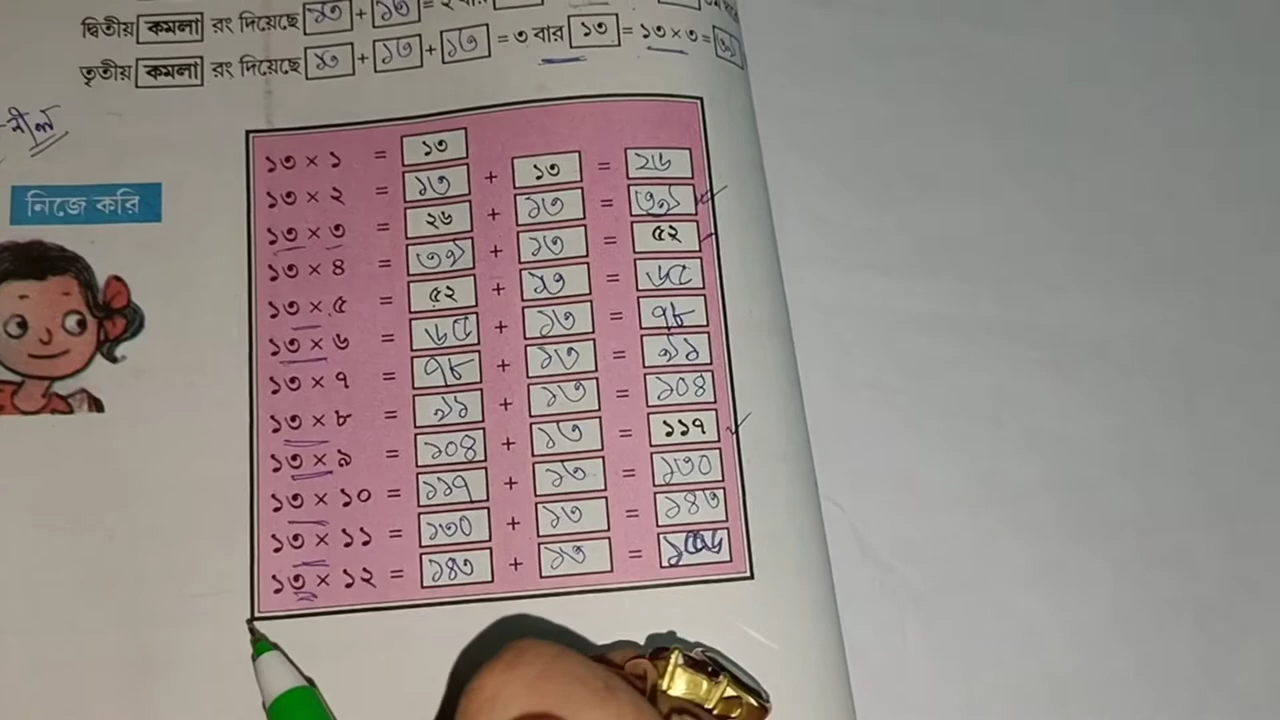 দ্বিতীয় কমলা রং দিয়েছে ১৩ + ১৩ = ২ বার
তৃতীয় কমলা রং দিয়েছে ১৩ + ১৩ + ১৩ = ৩ বার ১৩ = ১৩ × ৩ = ৩৯
নীল
নিজে করি
১৩ × ১ = ১৩
১৩ × ২ = ১৩ + ১৩ = ২৬
১৩ × ৩ = ২৬ + ১৩ = ৩৯
১৩ × ৪ = ৩৯ + ১৩ = ৫২
১৩ × ৫ = ৫২ + ১৩ = ৬৫
১৩ × ৬ = ৬৫ + ১৩ = ৭৮
১৩ × ৭ = ৭৮ + ১৩ = ৯১
১৩ × ৮ = ৯১ + ১৩ = ১০৪
১৩ × ৯ = ১০৪ + ১৩ = ১১৭
১৩ × ১০ = ১১৭ + ১৩ = ১৩০
১৩ × ১১ = ১৩০ + ১৩ = ১৪৩
১৩ × ১২ = ১৪৩ + ১৩ = ১৫৬